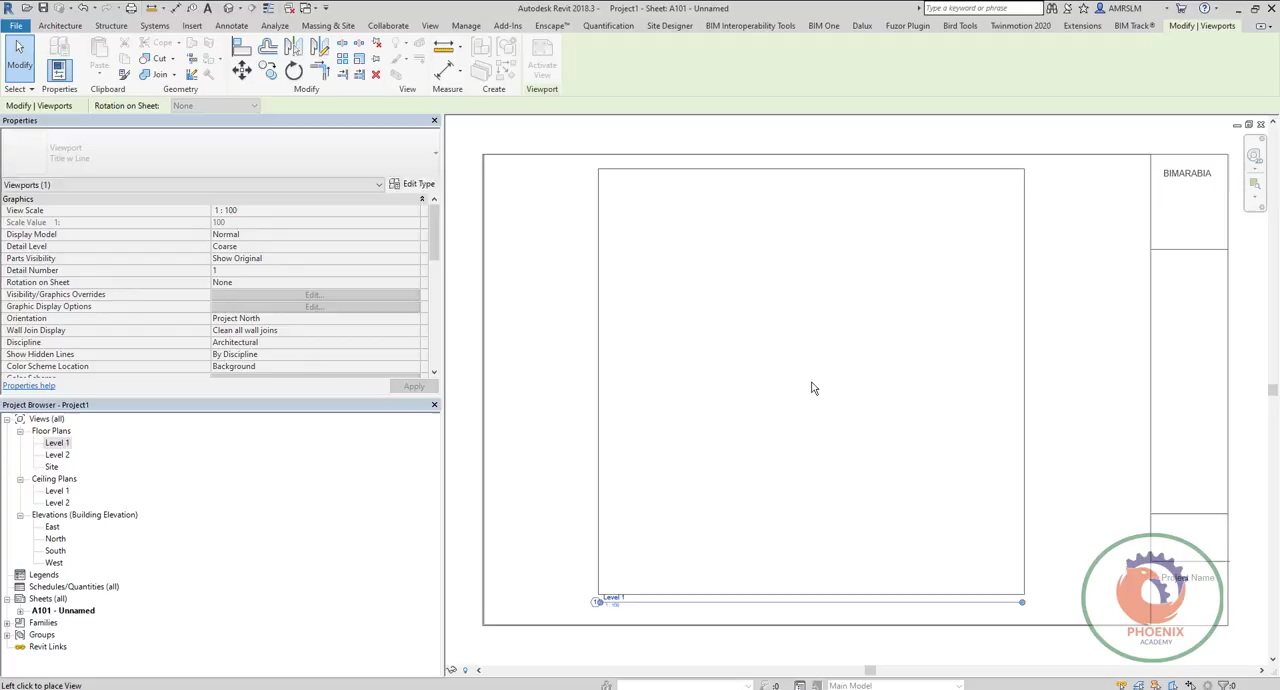 Autodesk Revit 2018.3 - Project1 - Sheet: A101 - Unnamed
Type a keyword or phrase
AMRSLM
File Architecture Structure Systems Insert Annotate Analyze Massing & Site Collaborate View Manage Add-Ins Enscape™ Quantification Site Designer BIM Interoperability Tools BIM One Dalux Fuzor Plugin Bird Tools Twinmotion 2020 Extensions BIM Track® Modify | Viewports
Modify
Paste
Cope
Cut
Join
Activate
View
Select Properties Clipboard Geometry Modify View Measure Create Viewport
Modify | Viewports Rotation on Sheet: None
Properties
Viewport
Title w Line
Viewports (1) Edit Type
Graphics
View Scale 1 : 100
Scale Value 1: 100
Display Model Normal
Detail Level Coarse
Parts Visibility Show Original
Detail Number 1
Rotation on Sheet None
Visibility/Graphics Overrides Edit...
Graphic Display Options Edit...
Orientation Project North
Wall Join Display Clean all wall joins
Discipline Architectural
Show Hidden Lines By Discipline
Color Scheme Location Background
Properties help Apply
Project Browser - Project1
Views (all)
Floor Plans
Level 1
Level 2
Site
Ceiling Plans
Level 1
Level 2
Elevations (Building Elevation)
East
North
South
West
Legends
Schedules/Quantities (all)
Sheets (all)
A101 - Unnamed
Families
Groups
Revit Links
BIMARABIA
Project Name
1 Level 1
1 : 100
PHOENIX
ACADEMY
Left click to place View
:0
Main Model
:0